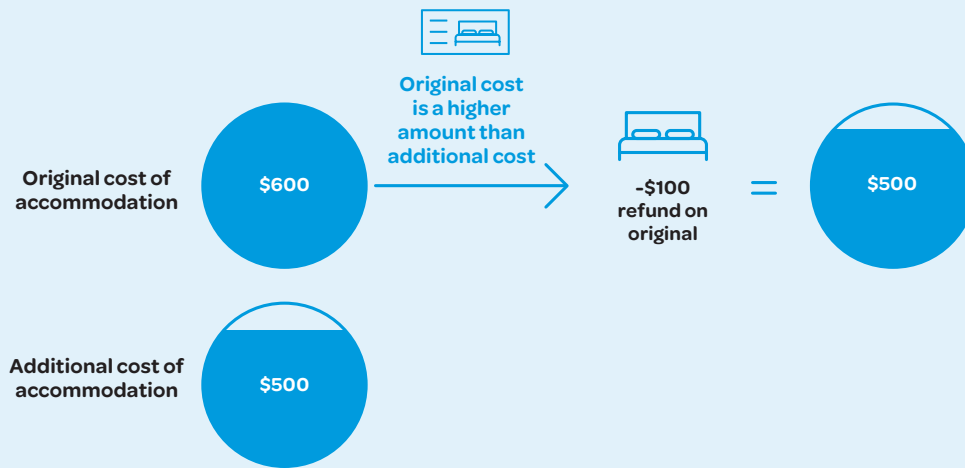 Original cost
is a higher
amount than
additional cost
Original cost of
accommodation
$600
-$100
refund on
original
=
$500
Additional cost of
accommodation
$500